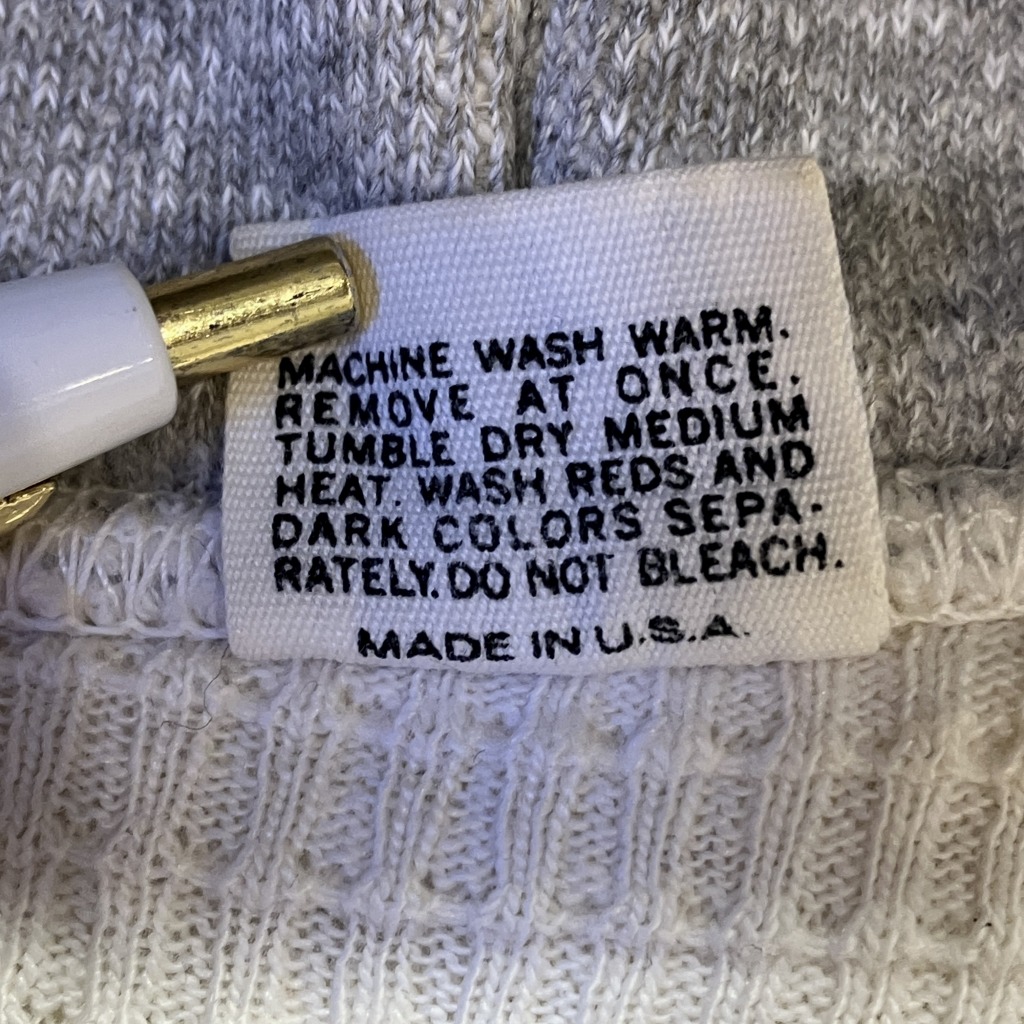 MACHINE WASH WARM.
REMOVE AT ONCE.
TUMBLE DRY MEDIUM
HEAT. WASH REDS AND
DARK COLORS SEPA-
RATELY. DO NOT BLEACH.
MADE IN U.S.A.